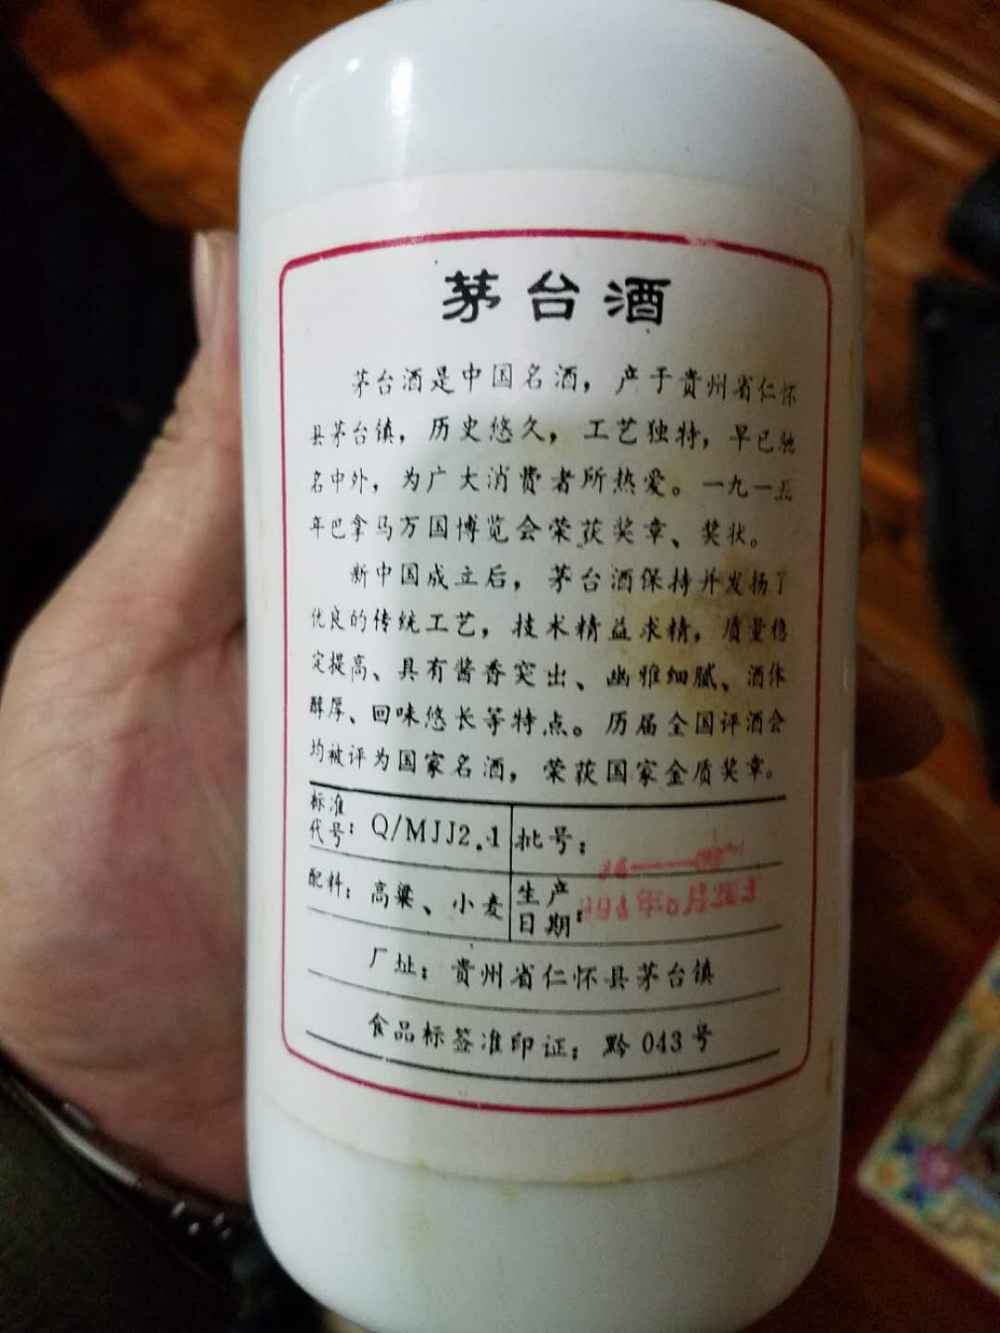 茅台酒
茅台酒是中国名酒，产于贵州省仁怀
县茅台镇，历史悠久，工艺独特，早已驰
名中外，为广大消费者所热爱。一九一五
年巴拿马万国博览会荣获奖章、奖状。
新中国成立后，茅台酒保持并发扬了
优良的传统工艺，技术精益求精，质量稳
定提高、具有酱香突出、幽雅细腻、酒体
醇厚、回味悠长等特点。历届全国评酒会
均被评为国家名酒，荣获国家金质奖章。
标准代号：Q/MJJ2.1 批号：
配料：高粱、小麦 生产日期：
厂址：贵州省仁怀县茅台镇
食品标签准印证：黔043号